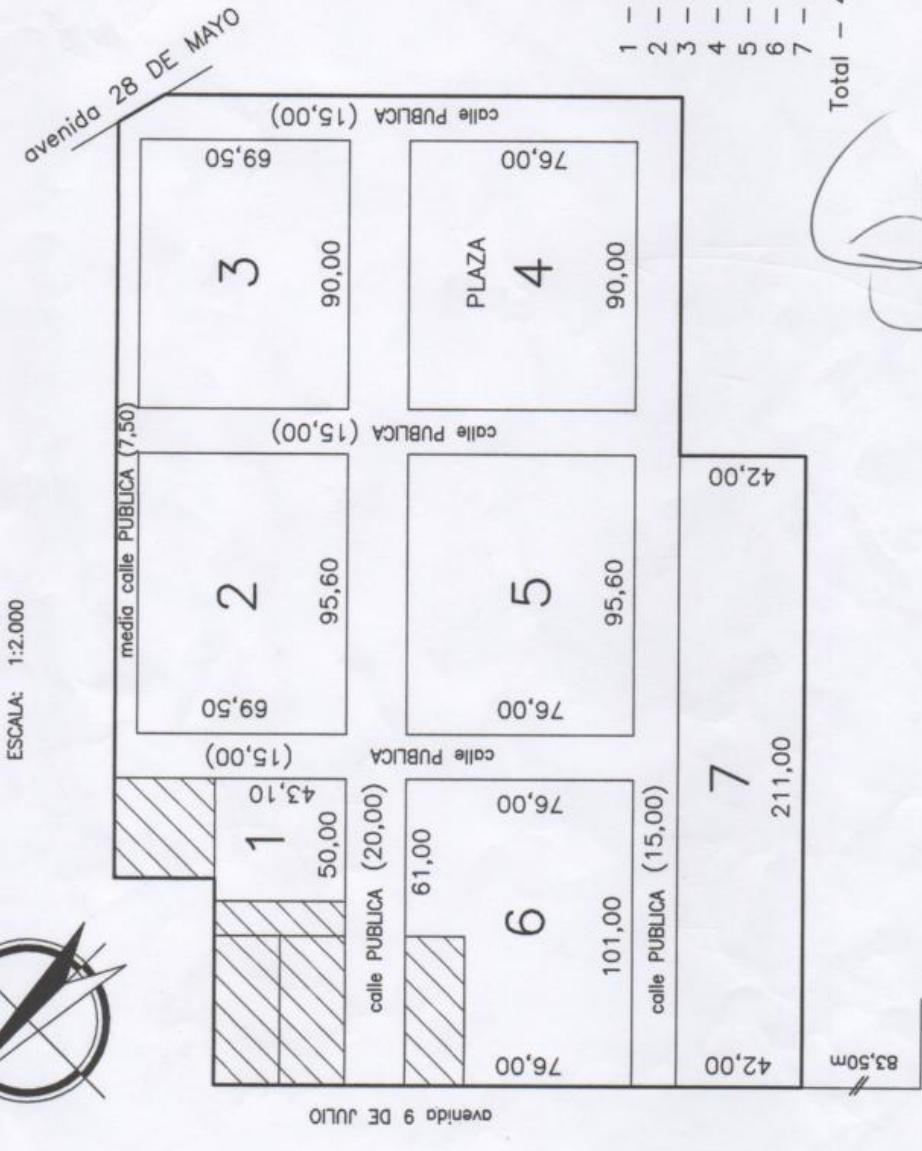 ESCALA: 1:2.000
avenida 28 DE MAYO
media calle PUBLICA (7,50)
calle PUBLICA (15,00)
calle PUBLICA (15,00)
calle PUBLICA
(15,00)
1
43,10
50,00
2
69,50
95,60
3
69,50
90,00
calle PUBLICA (20,00)
61,00
6
76,00
76,00
101,00
5
76,00
95,60
PLAZA
4
76,00
90,00
calle PUBLICA (15,00)
7
42,00
42,00
211,00
avenida 9 DE JULIO
83,50m
1 -
2 -
3 -
4 -
5 -
6 -
7 -
Total -